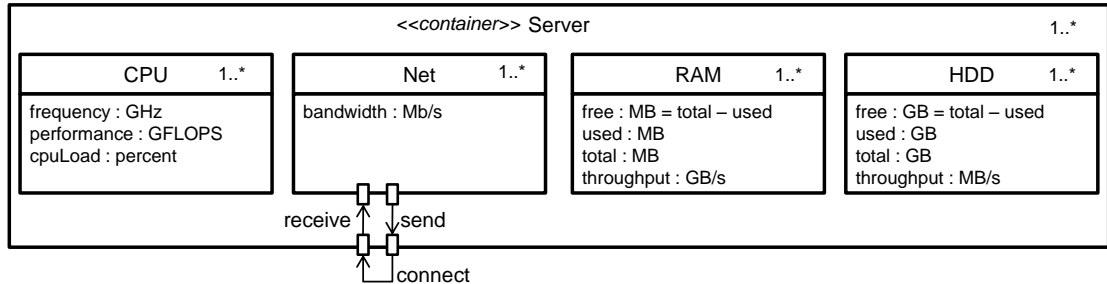 <<container>> Server 1..*
CPU 1..*
frequency : GHz
performance : GFLOPS
cpuLoad : percent
Net 1..*
bandwidth : Mb/s
RAM 1..*
free : MB = total – used
used : MB
total : MB
throughput : GB/s
HDD 1..*
free : GB = total – used
used : GB
total : GB
throughput : MB/s
receive
send
connect